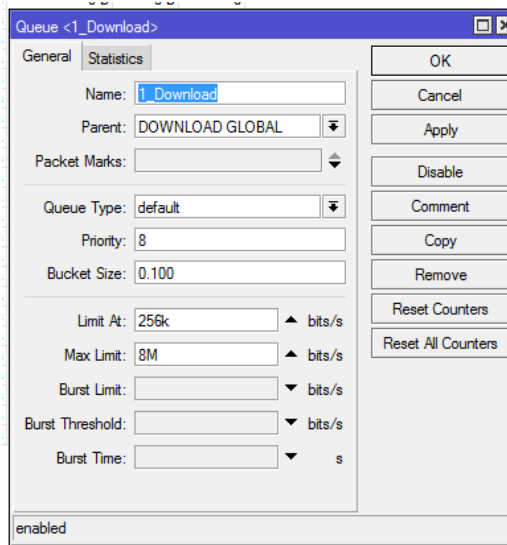 Queue <1_Download>
General Statistics
Name: 1_Download
Parent: DOWNLOAD GLOBAL
Packet Marks:
Queue Type: default
Priority: 8
Bucket Size: 0.100
Limit At: 256k bits/s
Max Limit: 8M bits/s
Burst Limit: bits/s
Burst Threshold: bits/s
Burst Time: s
OK
Cancel
Apply
Disable
Comment
Copy
Remove
Reset Counters
Reset All Counters
enabled